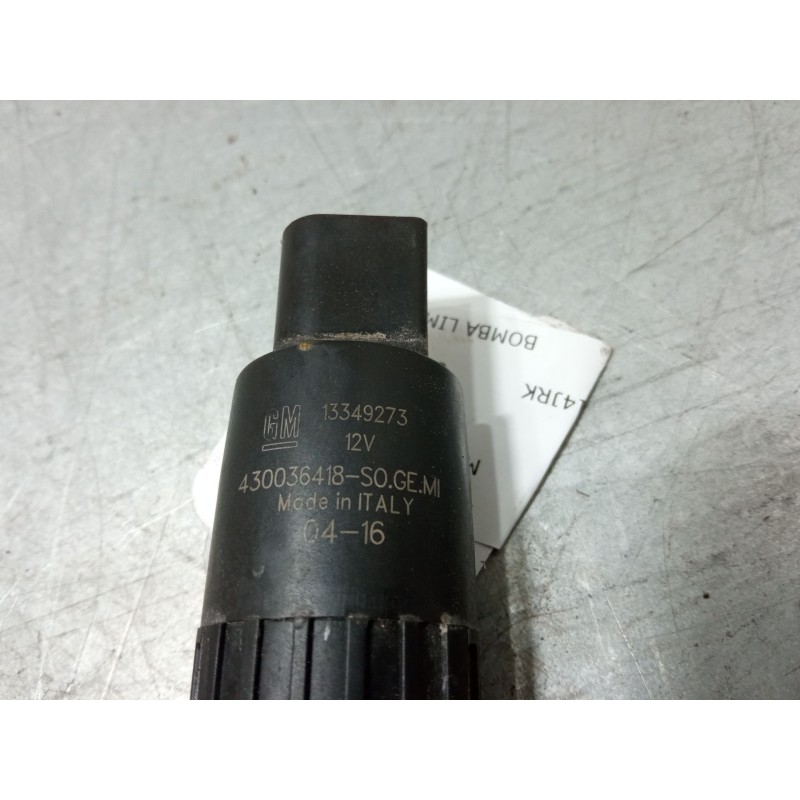 GM 13349273
12V
430036418-SO.GE.MI
Made in ITALY
04-16
BOMBA LIM
4JRK